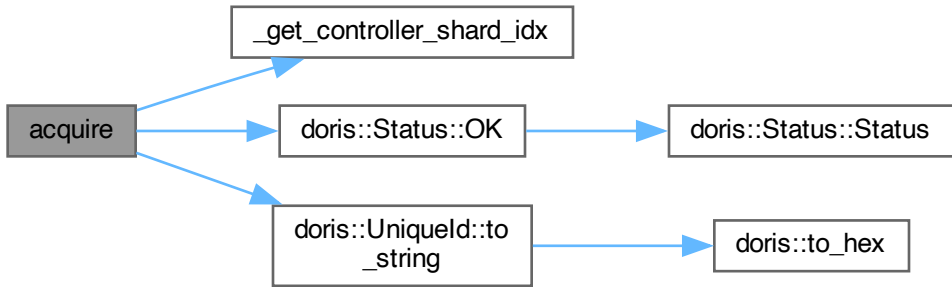 _get_controller_shard_idx
acquire
doris::Status::OK
doris::Status::Status
doris::UniqueId::to
_string
doris::to_hex